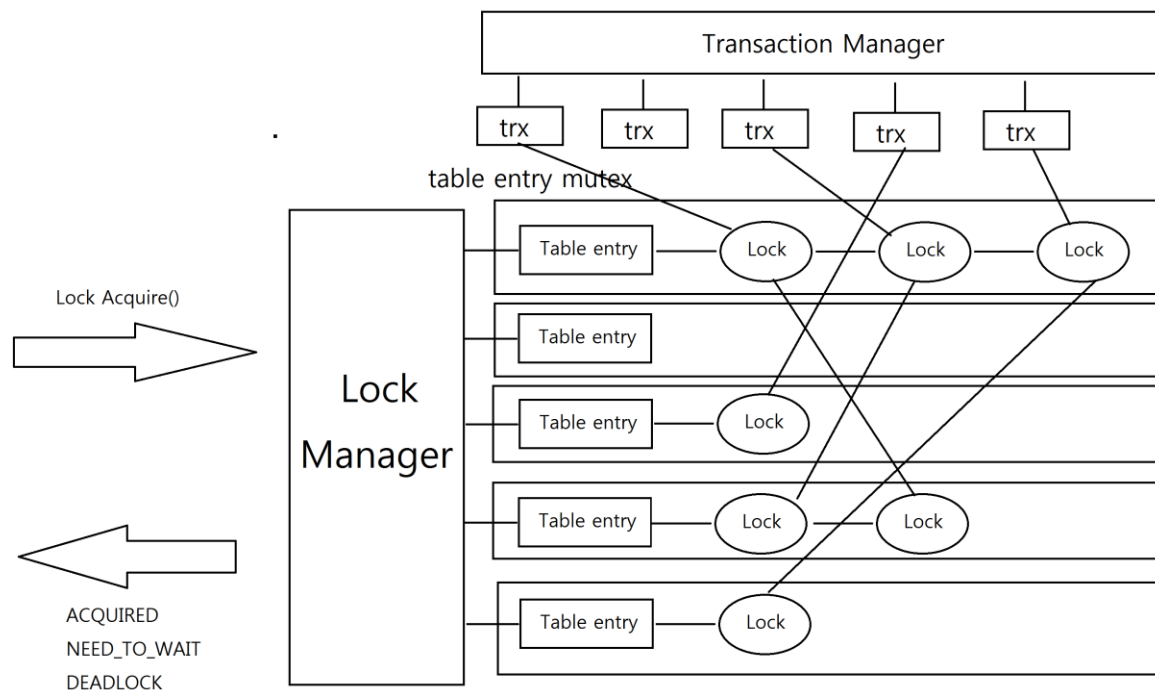 Transaction Manager
trx
trx
trx
trx
trx
table entry mutex
Table entry
Lock
Lock
Lock
Lock Acquire()
Table entry
Lock
Manager
Table entry
Lock
Table entry
Lock
Lock
ACQUIRED
NEED_TO_WAIT
DEADLOCK
Table entry
Lock